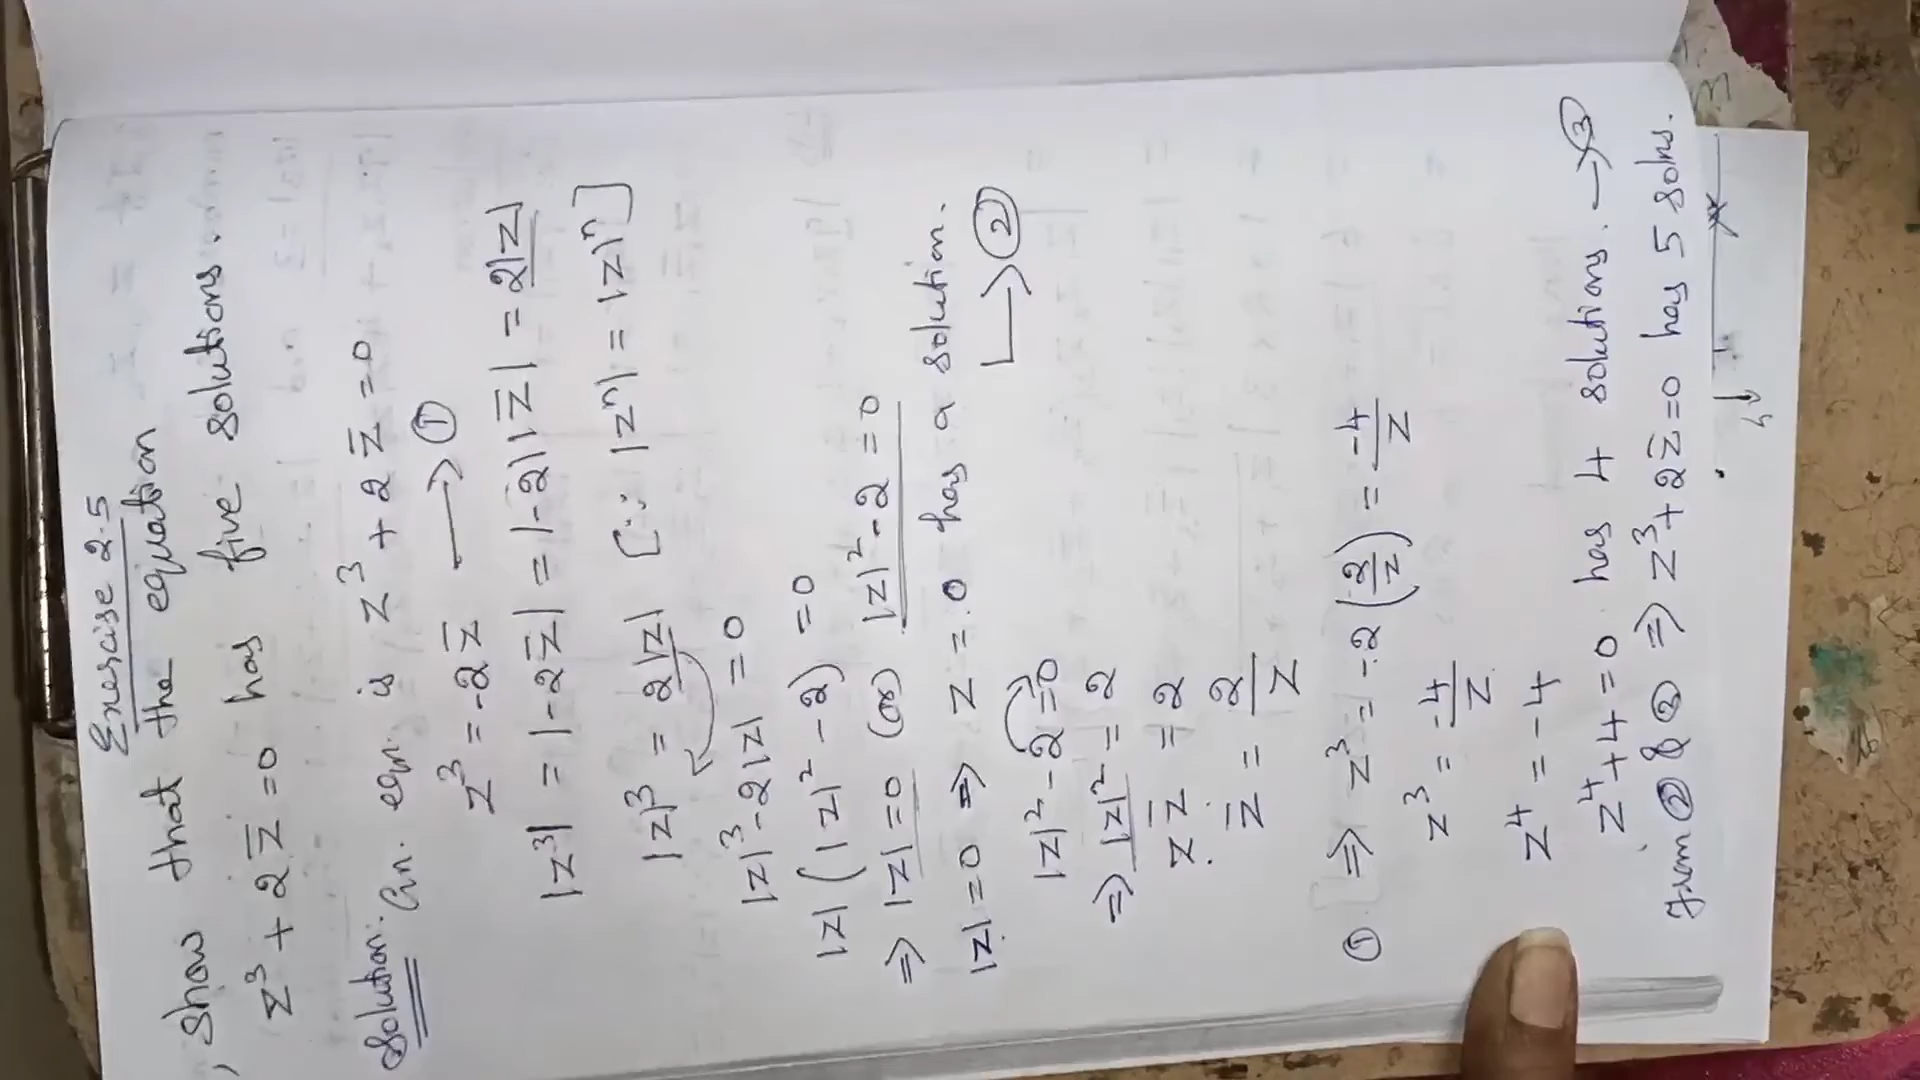 Exercise 2.5
, Show that the equation
z³ + 2z̅ = 0 has five solutions.
Solution: Gn. eqn. is z³ + 2z̅ = 0
z³ = -2z̅ → ①
|z³| = |-2z̅| = |-2||z̅| = 2|z|
|z|³ = 2|z| [∵ |zⁿ| = |z|ⁿ]
|z|³ - 2|z| = 0
|z|(|z|² - 2) = 0
⇒ |z| = 0 (or) |z|² - 2 = 0
|z| = 0 ⇒ z = 0 has a solution.
→ ②
|z|² - 2 = 0
⇒ |z|² = 2
z z̅ = 2
z̅ = 2/z
① ⇒ z³ = -2(2/z) = -4/z
z³ = -4/z
z⁴ = -4
z⁴ + 4 = 0 has 4 solutions. → ③
From ② & ③ ⇒ z³ + 2z̅ = 0 has 5 solns.